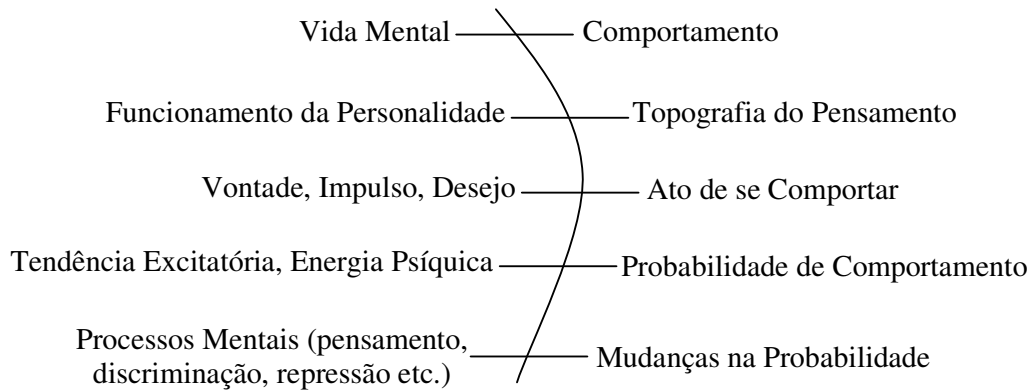 Vida Mental Comportamento
Funcionamento da Personalidade Topografia do Pensamento
Vontade, Impulso, Desejo Ato de se Comportar
Tendência Excitatória, Energia Psíquica Probabilidade de Comportamento
Processos Mentais (pensamento,
discriminação, repressão etc.) Mudanças na Probabilidade